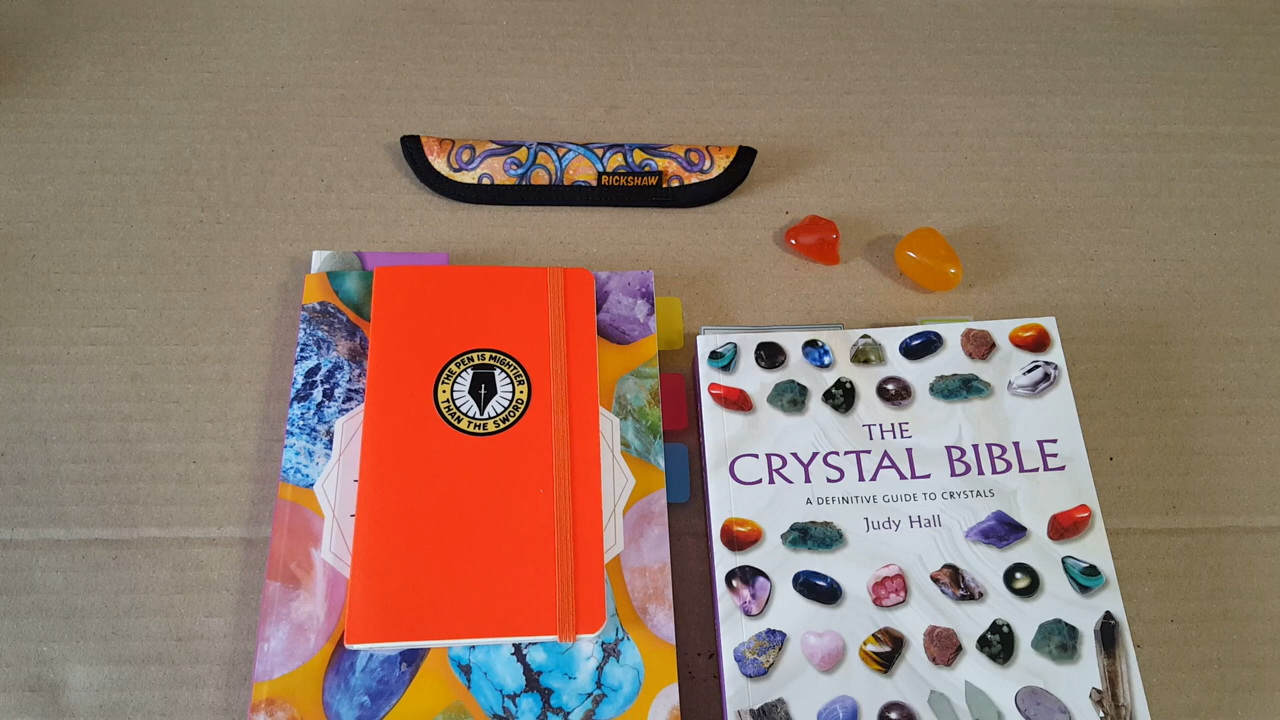 RICKSHAW
THE PEN IS MIGHTIER
THAN THE SWORD
THE
CRYSTAL BIBLE
A DEFINITIVE GUIDE TO CRYSTALS
Judy Hall